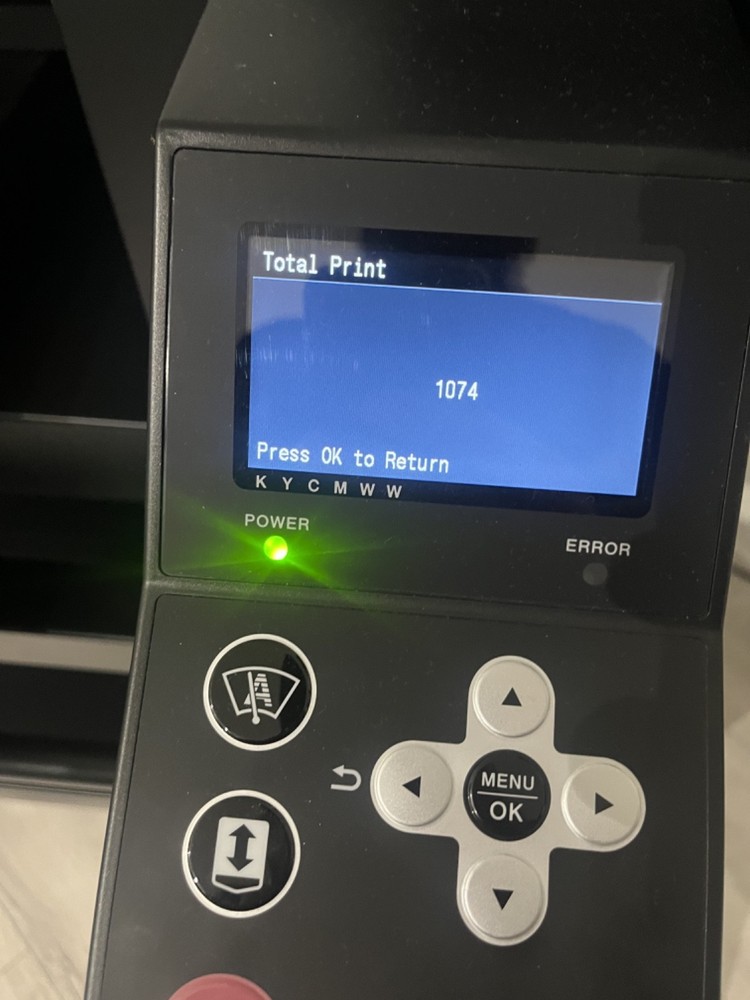 Total Print
1074
Press OK to Return
K Y C M W W
POWER
ERROR
MENU
OK